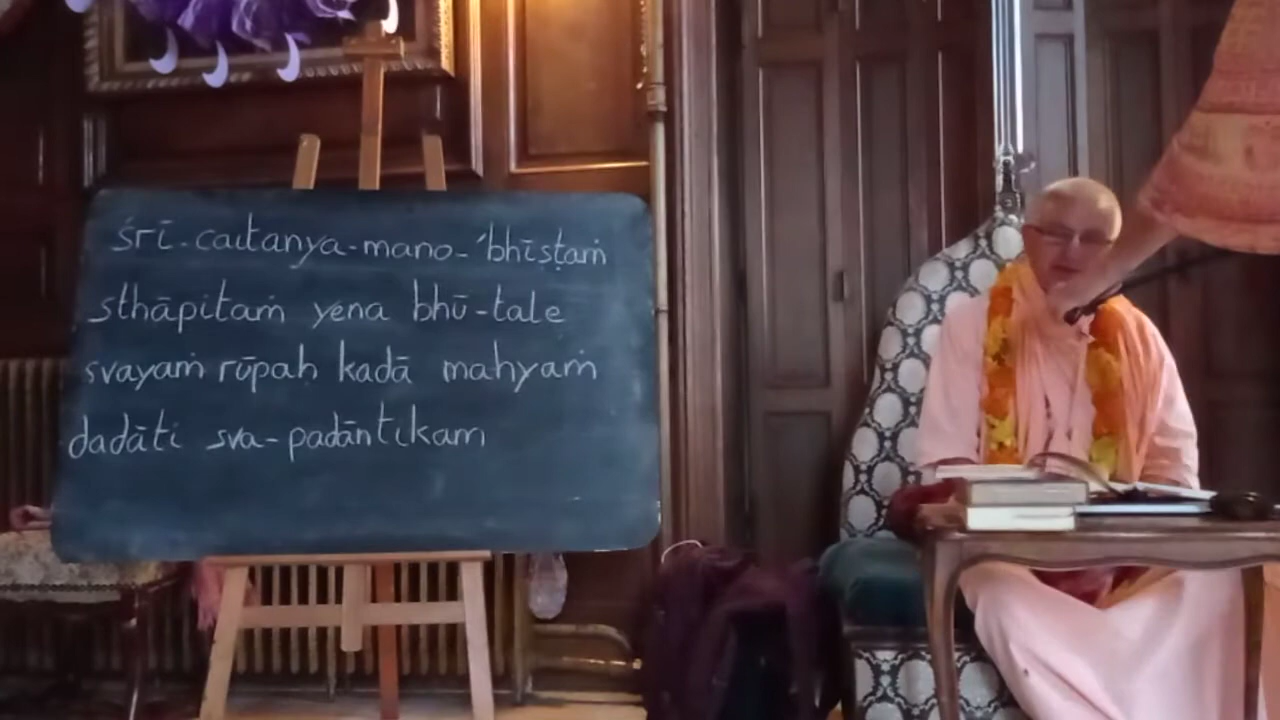 śrī-caitanya-mano-'bhīṣṭaṁ
sthāpitaṁ yena bhū-tale
svayaṁ rūpaḥ kadā mahyaṁ
dadāti sva-padāntikam